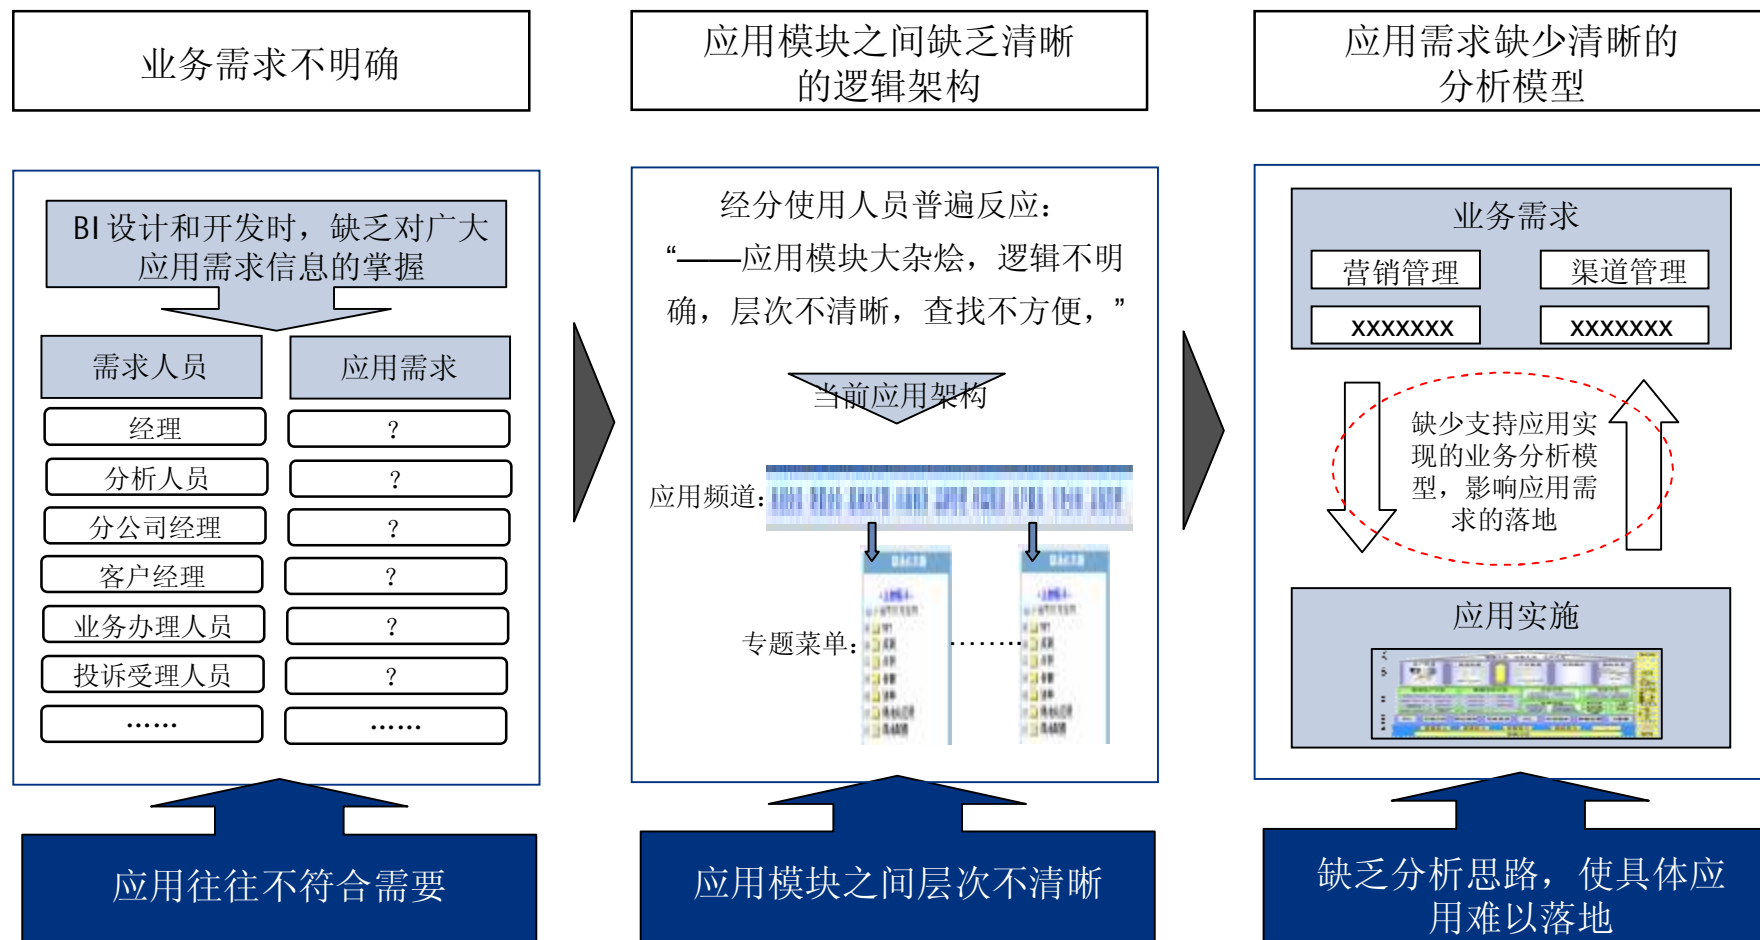 业务需求不明确
应用模块之间缺乏清晰
的逻辑架构
应用需求缺少清晰的
分析模型
BI 设计和开发时，缺乏对广大
应用需求信息的掌握
需求人员
应用需求
经理
？
分析人员
？
分公司经理
？
客户经理
？
业务办理人员
？
投诉受理人员
？
……
……
应用往往不符合需要
经分使用人员普遍反应：
“——应用模块大杂烩，逻辑不明
确，层次不清晰，查找不方便，”
当前应用架构
应用频道：
专题菜单：
………
应用模块之间层次不清晰
业务需求
营销管理
渠道管理
XXXXXXX
XXXXXXX
缺少支持应用实
现的业务分析模
型，影响应用需
求的落地
应用实施
缺乏分析思路，使具体应
用难以落地